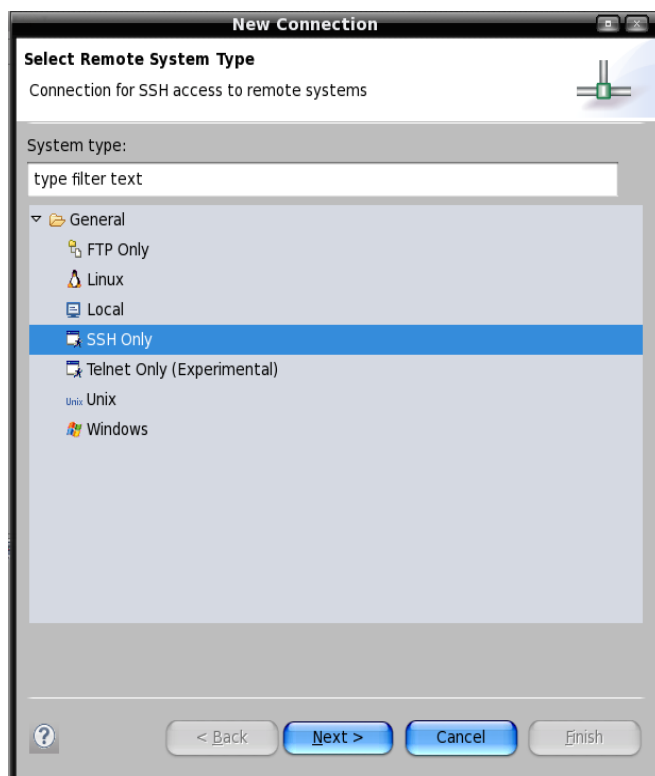 New Connection
Select Remote System Type
Connection for SSH access to remote systems
System type:
type filter text
General
FTP Only
Linux
Local
SSH Only
Telnet Only (Experimental)
Unix Unix
Windows
? < Back Next > Cancel Finish